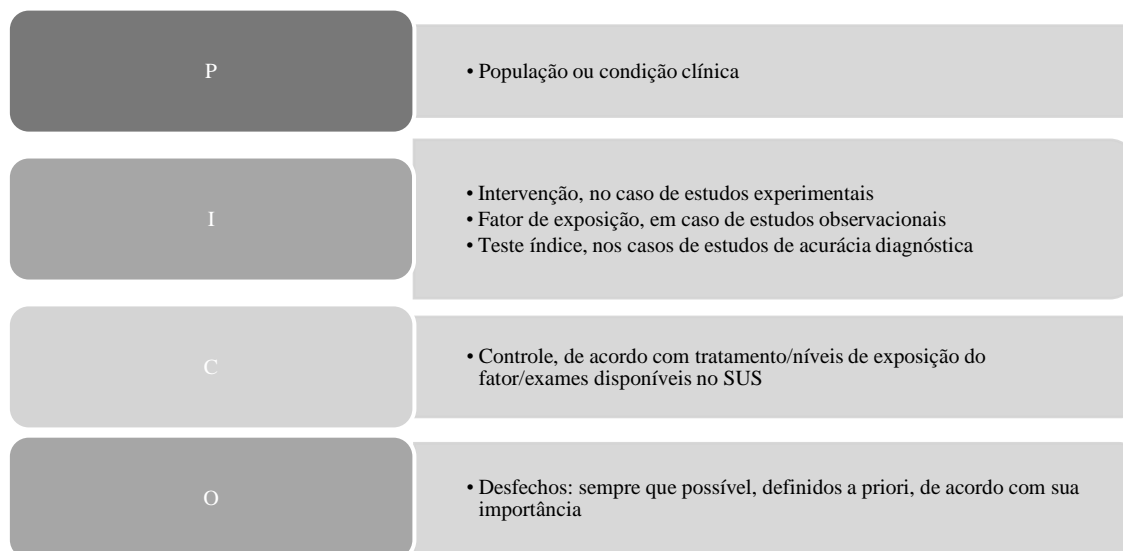 P
• População ou condição clínica
I
• Intervenção, no caso de estudos experimentais
• Fator de exposição, em caso de estudos observacionais
• Teste índice, nos casos de estudos de acurácia diagnóstica
C
• Controle, de acordo com tratamento/níveis de exposição do
fator/exames disponíveis no SUS
O
• Desfechos: sempre que possível, definidos a priori, de acordo com sua
importância